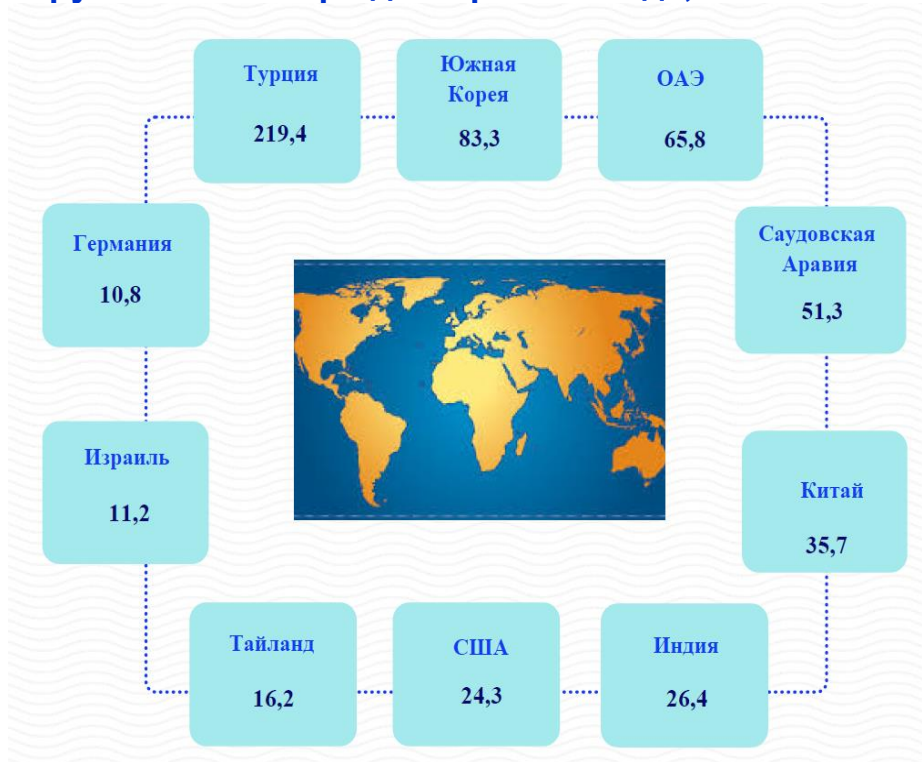 Турция
219,4
Южная
Корея
83,3
ОАЭ
65,8
Саудовская
Аравия
51,3
Китай
35,7
Индия
26,4
США
24,3
Тайланд
16,2
Израиль
11,2
Германия
10,8